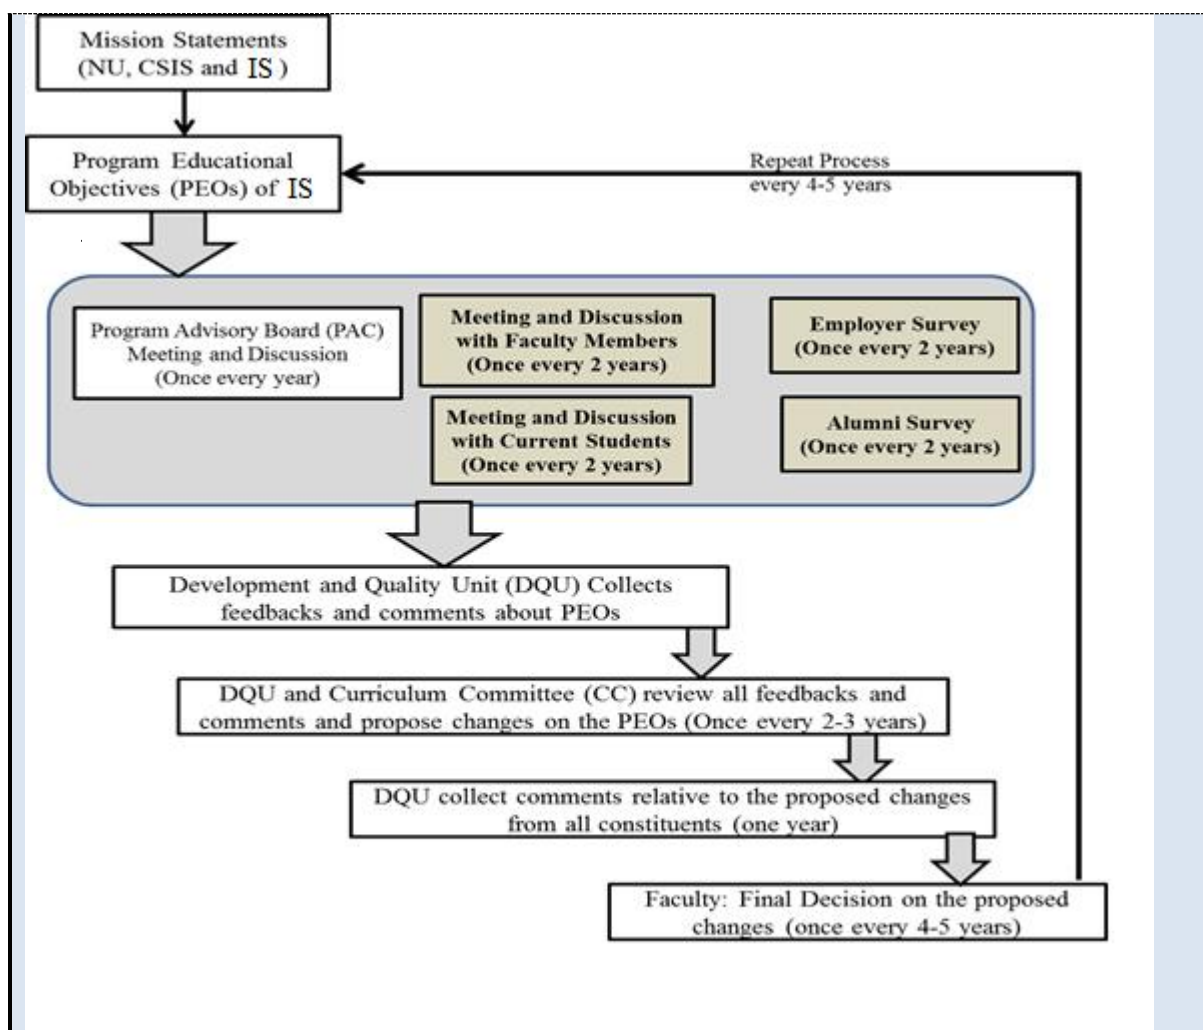 Mission Statements
(NU, CSIS and IS )
Program Educational
Objectives (PEOs) of IS
Repeat Process
every 4-5 years
Program Advisory Board (PAC)
Meeting and Discussion
(Once every year)
Meeting and Discussion
with Faculty Members
(Once every 2 years)
Employer Survey
(Once every 2 years)
Meeting and Discussion
with Current Students
(Once every 2 years)
Alumni Survey
(Once every 2 years)
Development and Quality Unit (DQU) Collects
feedbacks and comments about PEOs
DQU and Curriculum Committee (CC) review all feedbacks and
comments and propose changes on the PEOs (Once every 2-3 years)
DQU collect comments relative to the proposed changes
from all constituents (one year)
Faculty: Final Decision on the proposed
changes (once every 4-5 years)